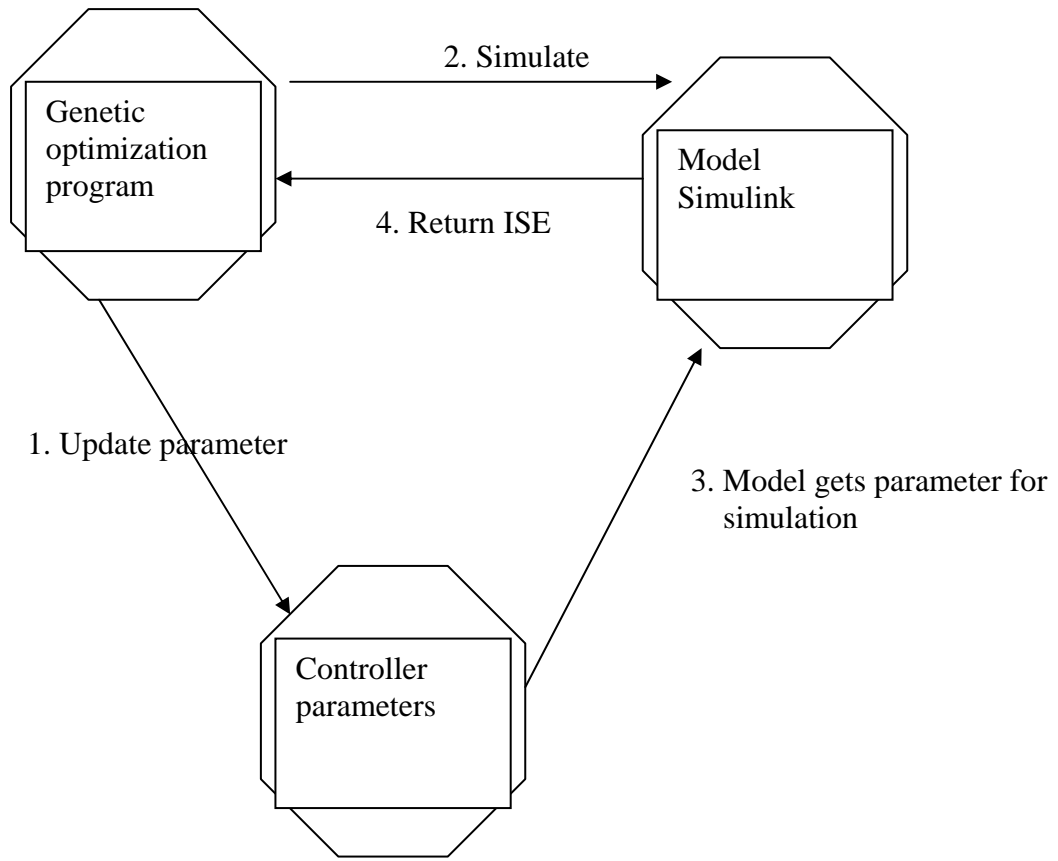 2. Simulate
Genetic
optimization
program
Model
Simulink
4. Return ISE
1. Update parameter
3. Model gets parameter for
simulation
Controller
parameters